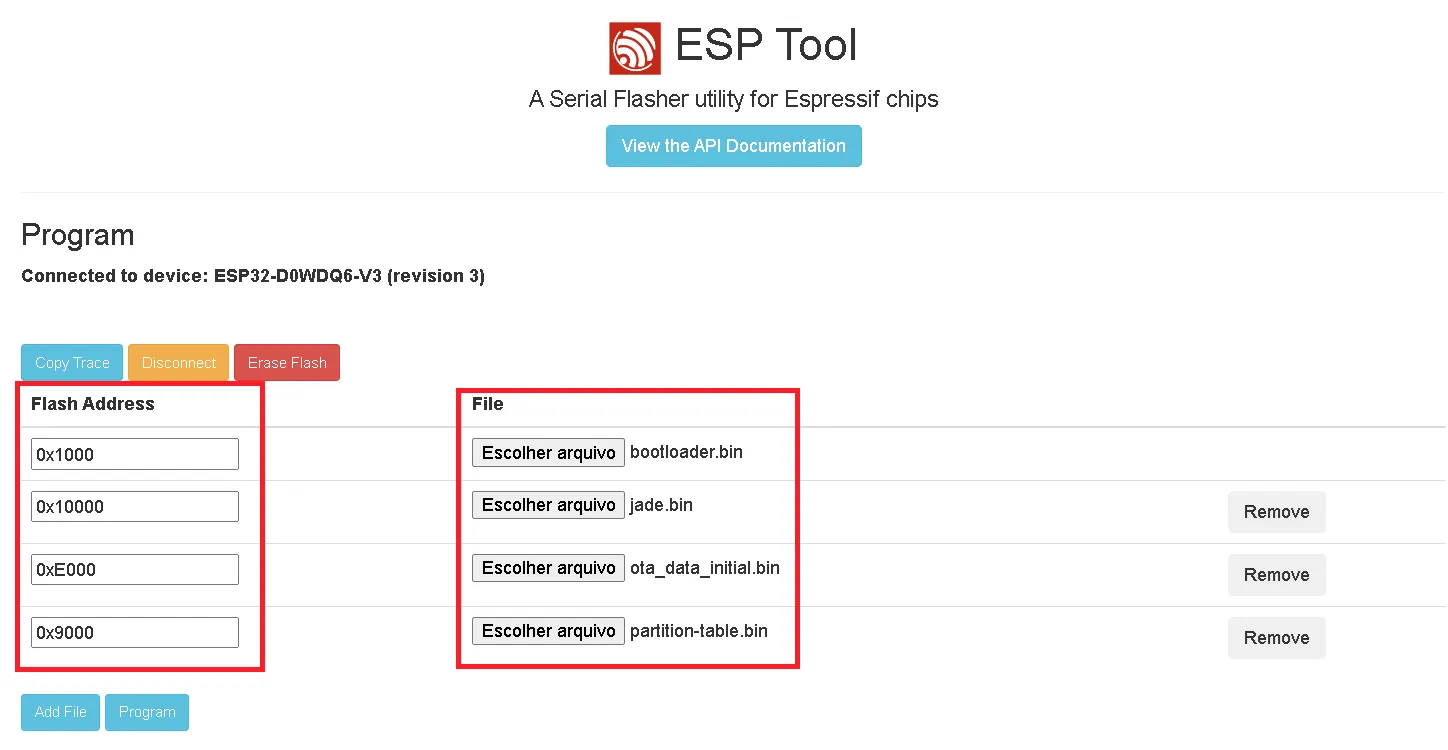 ESP Tool
A Serial Flasher utility for Espressif chips
View the API Documentation
Program
Connected to device: ESP32-D0WDQ6-V3 (revision 3)
Copy Trace Disconnect Erase Flash
Flash Address File
0x1000 Escolher arquivo bootloader.bin
0x10000 Escolher arquivo jade.bin Remove
0xE000 Escolher arquivo ota_data_initial.bin Remove
0x9000 Escolher arquivo partition-table.bin Remove
Add File Program